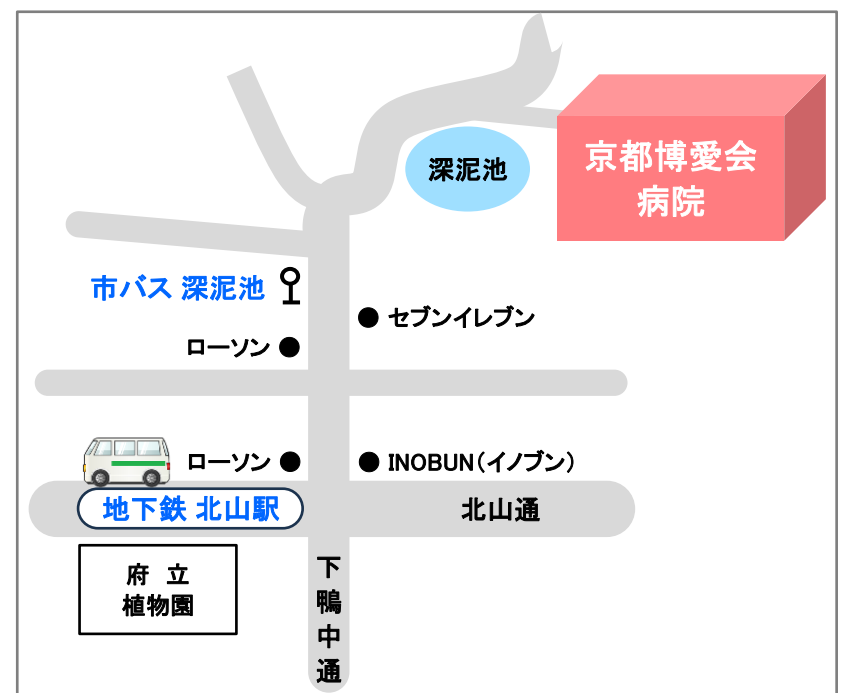 京都博愛会
病院
深泥池
市バス 深泥池
セブンイレブン
ローソン
ローソン
INOBUN（イノブン）
地下鉄 北山駅
北山通
府 立
植物園
下鴨中通